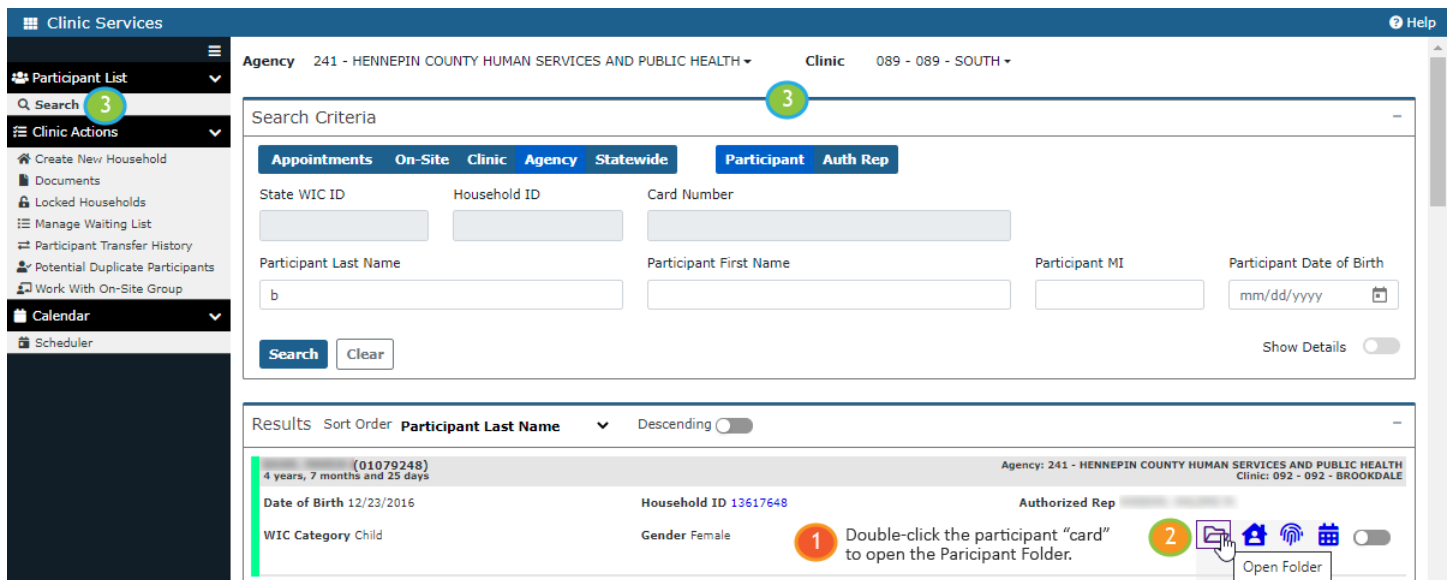 Clinic Services
Help
Participant List
Search 3
Clinic Actions
Create New Household
Documents
Locked Households
Manage Waiting List
Participant Transfer History
Potential Duplicate Participants
Work With On-Site Group
Calendar
Scheduler
Agency 241 - HENNEPIN COUNTY HUMAN SERVICES AND PUBLIC HEALTH Clinic 089 - 089 - SOUTH
3
Search Criteria
Appointments On-Site Clinic Agency Statewide Participant Auth Rep
State WIC ID Household ID Card Number
Participant Last Name Participant First Name Participant MI Participant Date of Birth
b mm/dd/yyyy
Search Clear Show Details
Results Sort Order Participant Last Name Descending
(01079248) Agency: 241 - HENNEPIN COUNTY HUMAN SERVICES AND PUBLIC HEALTH
4 years, 7 months and 25 days Clinic: 092 - 092 - BROOKDALE
Date of Birth 12/23/2016 Household ID 13617648 Authorized Rep
WIC Category Child Gender Female
1 Double-click the participant “card”
to open the Paricipant Folder.
2
Open Folder